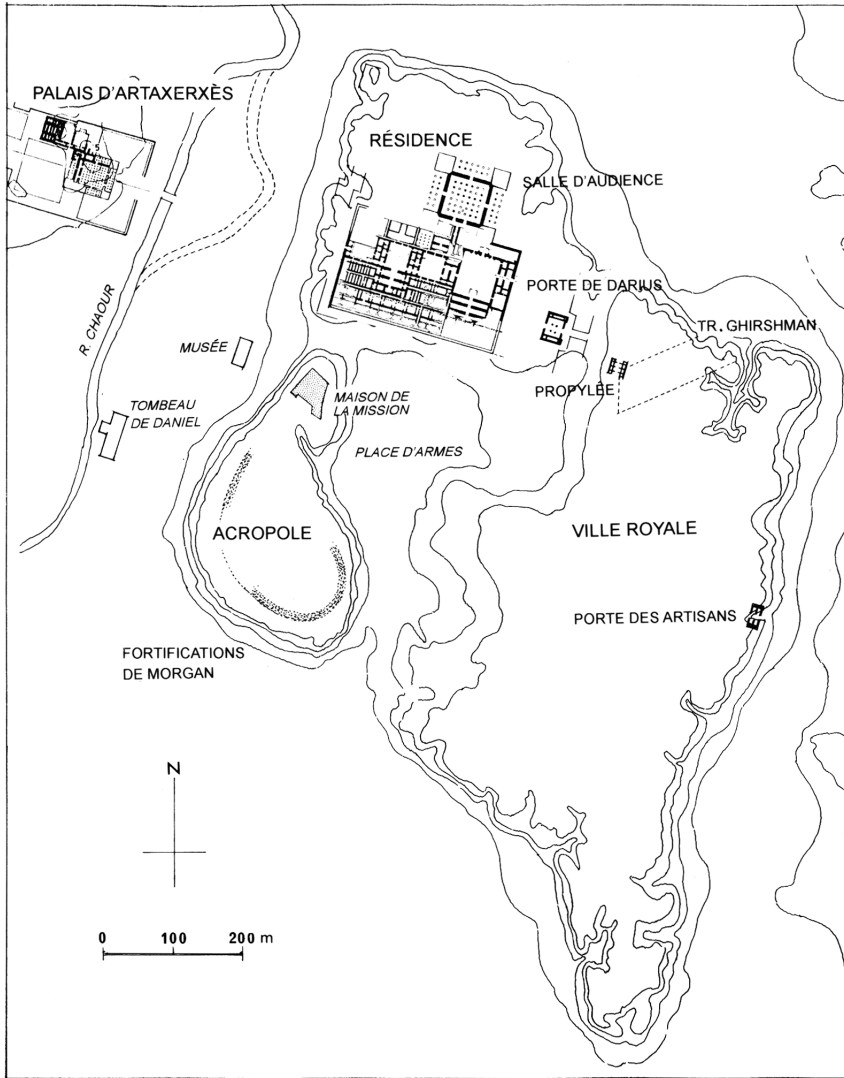 PALAIS D'ARTAXERXÈS
RÉSIDENCE
SALLE D'AUDIENCE
PORTE DE DARIUS
R. CHAOUR
TR. GHIRSHMAN
MUSÉE
PROPYLÉE
MAISON DE
LA MISSION
TOMBEAU
DE DANIEL
PLACE D'ARMES
ACROPOLE
VILLE ROYALE
PORTE DES ARTISANS
FORTIFICATIONS
DE MORGAN
N
0 100 200 m